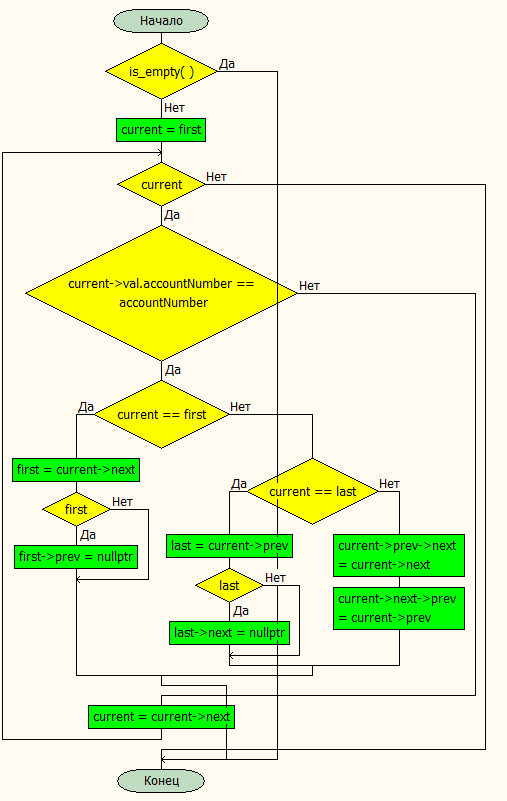 Начало
is_empty( )
Да
Нет
current = first
current
Нет
Да
current->val.accountNumber ==
accountNumber
Нет
Да
current == first
Да
Нет
first = current->next
first
Нет
Да
first->prev = nullptr
current == last
Да
Нет
last = current->prev
last
Нет
Да
last->next = nullptr
current->prev->next
= current->next
current->next->prev
= current->prev
current = current->next
Конец